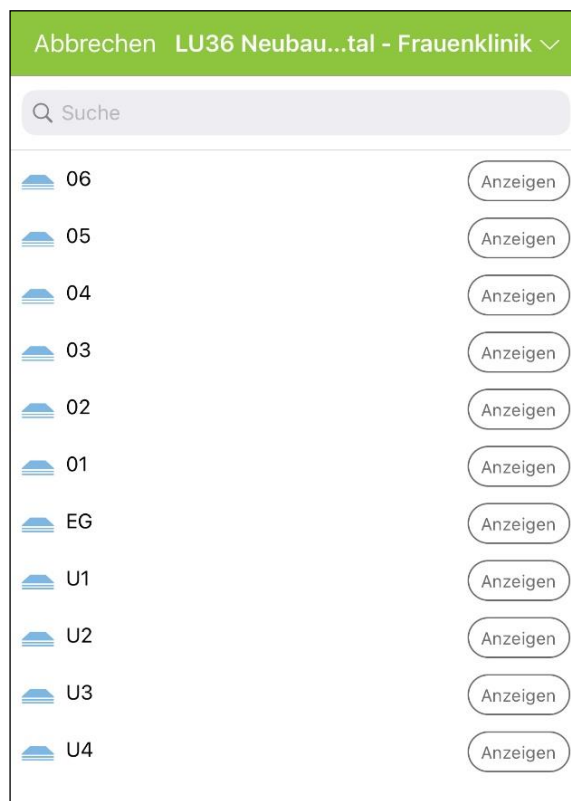 Abbrechen LU36 Neubau...tal - Frauenklinik
Suche
06 Anzeigen
05 Anzeigen
04 Anzeigen
03 Anzeigen
02 Anzeigen
01 Anzeigen
EG Anzeigen
U1 Anzeigen
U2 Anzeigen
U3 Anzeigen
U4 Anzeigen